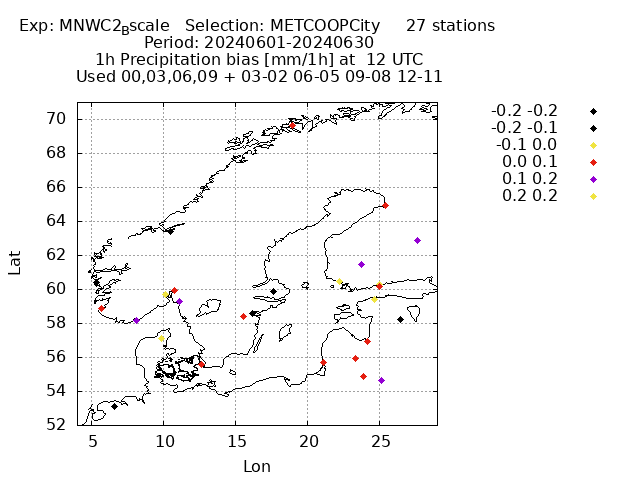 Exp: MNWC2Bscale   Selection: METCOOPCity     27 stations
Period: 20240601-20240630
1h Precipitation bias [mm/1h] at  12 UTC
Used 00,03,06,09 + 03-02 06-05 09-08 12-11
-0.2 -0.2
-0.2 -0.1
-0.1 0.0
0.0 0.1
0.1 0.2
0.2 0.2
70
68
66
64
62
60
58
56
54
52
Lat
5 10 15 20 25
Lon